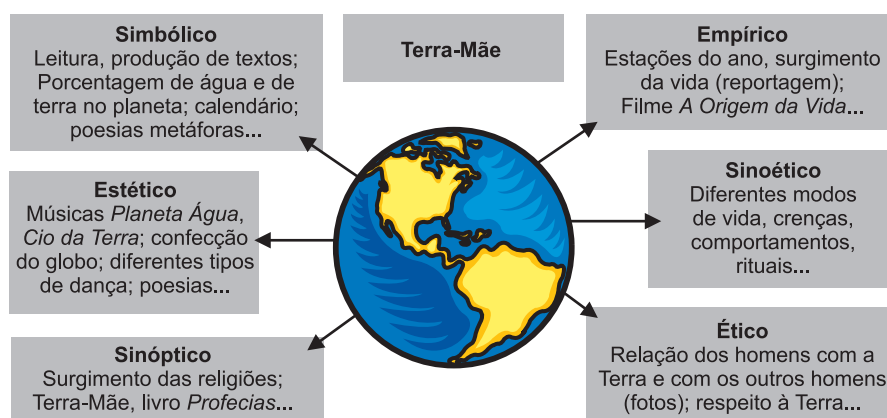 Simbólico
Leitura, produção de textos;
Porcentagem de água e de
terra no planeta; calendário;
poesias metáforas...
Terra-Mãe
Empírico
Estações do ano, surgimento
da vida (reportagem);
Filme A Origem da Vida...
Estético
Músicas Planeta Água,
Cio da Terra; confecção
do globo; diferentes tipos
de dança; poesias...
Sinoético
Diferentes modos
de vida, crenças,
comportamentos,
rituais...
Sinóptico
Surgimento das religiões;
Terra-Mãe, livro Profecias...
Ético
Relação dos homens com a
Terra e com os outros homens
(fotos); respeito à Terra...